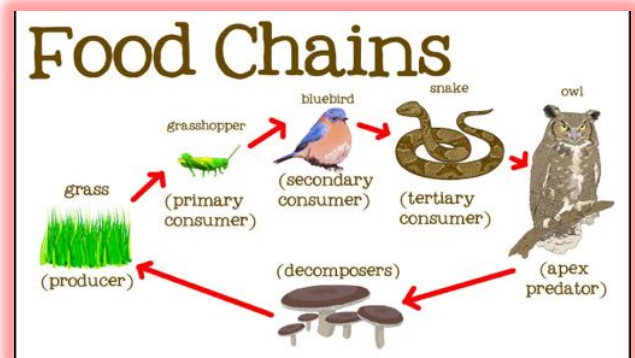 Food Chains
grass
(producer)
grasshopper
(primary
consumer)
bluebird
(secondary
consumer)
snake
(tertiary
consumer)
owl
(apex
predator)
(decomposers)